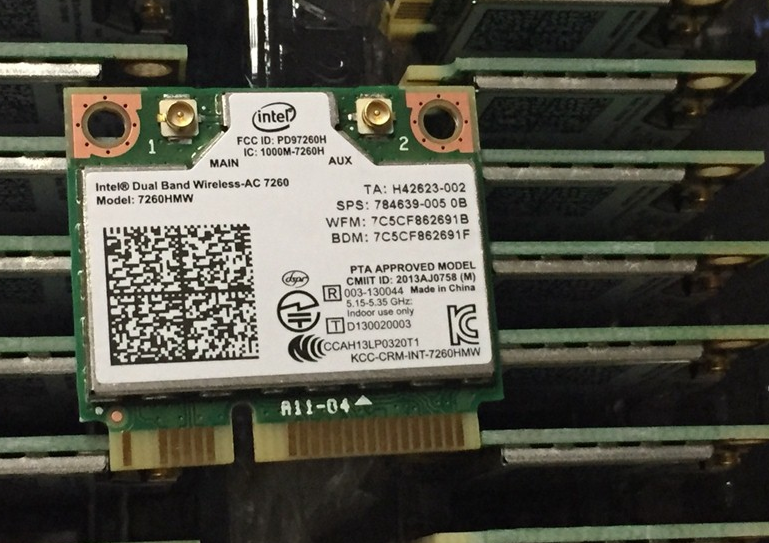 intel
FCC ID: PD97260H
IC: 1000M-7260H
1
2
MAIN
AUX
Intel® Dual Band Wireless-AC 7260
Model: 7260HMW
TA: H42623-002
SPS: 784639-005 0B
WFM: 7C5CF862691B
BDM: 7C5CF862691F
PTA APPROVED MODEL
CMIIT ID: 2013AJ0758 (M)
R 003-130044 Made in China
5.15-5.35 GHz:
Indoor use only
T D130020003
CCAH13LP0320T1
KCC-CRM-INT-7260HMW
A11-04